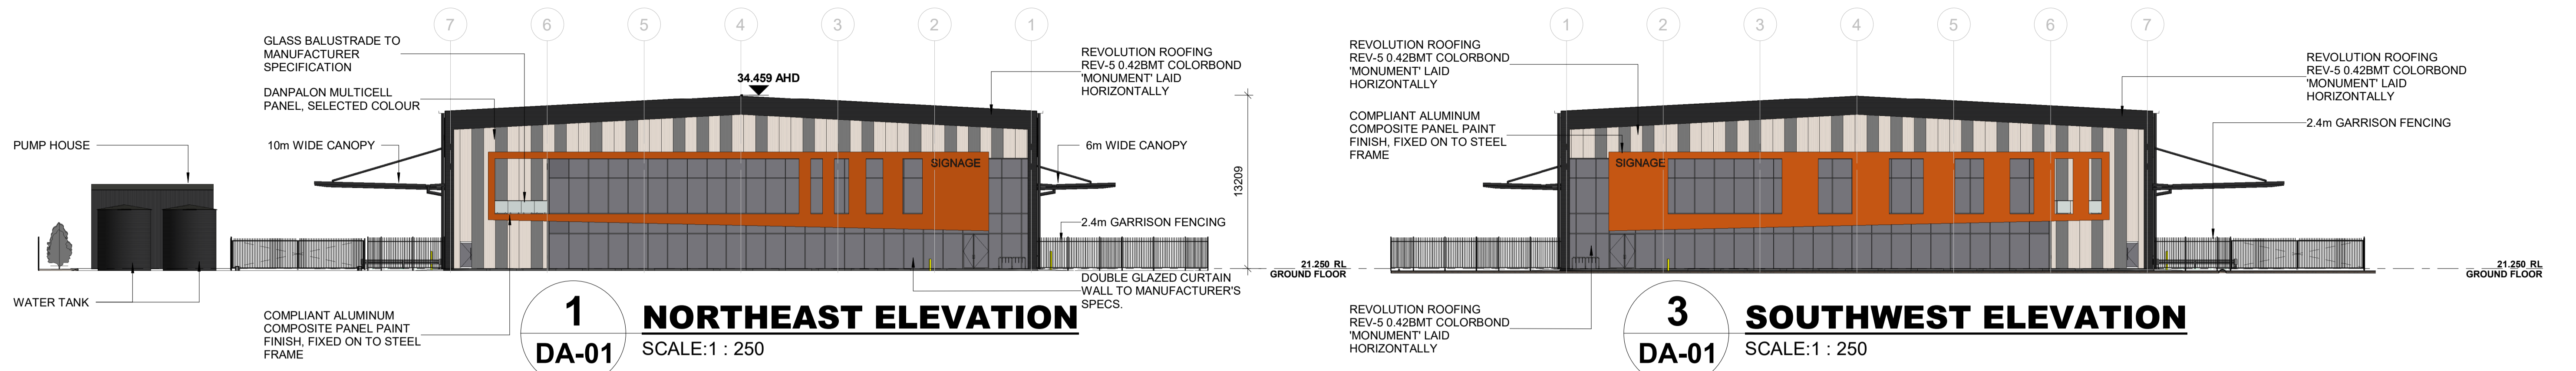 7 6 5 4 3 2 1
GLASS BALUSTRADE TO
MANUFACTURER
SPECIFICATION
DANPALON MULTICELL
PANEL, SELECTED COLOUR
10m WIDE CANOPY
PUMP HOUSE
WATER TANK
COMPLIANT ALUMINUM
COMPOSITE PANEL PAINT
FINISH, FIXED ON TO STEEL
FRAME
34.459 AHD
SIGNAGE
REVOLUTION ROOFING
REV-5 0.42BMT COLORBOND
'MONUMENT' LAID
HORIZONTALLY
6m WIDE CANOPY
13209
2.4m GARRISON FENCING
21.250 RL
GROUND FLOOR
DOUBLE GLAZED CURTAIN
WALL TO MANUFACTURER'S
SPECS.
1
DA-01
NORTHEAST ELEVATION
SCALE:1 : 250
1 2 3 4 5 6 7
REVOLUTION ROOFING
REV-5 0.42BMT COLORBOND
'MONUMENT' LAID
HORIZONTALLY
COMPLIANT ALUMINUM
COMPOSITE PANEL PAINT
FINISH, FIXED ON TO STEEL
FRAME
SIGNAGE
REVOLUTION ROOFING
REV-5 0.42BMT COLORBOND
'MONUMENT' LAID
HORIZONTALLY
2.4m GARRISON FENCING
21.250 RL
GROUND FLOOR
REVOLUTION ROOFING
REV-5 0.42BMT COLORBOND
'MONUMENT' LAID
HORIZONTALLY
3
DA-01
SOUTHWEST ELEVATION
SCALE:1 : 250